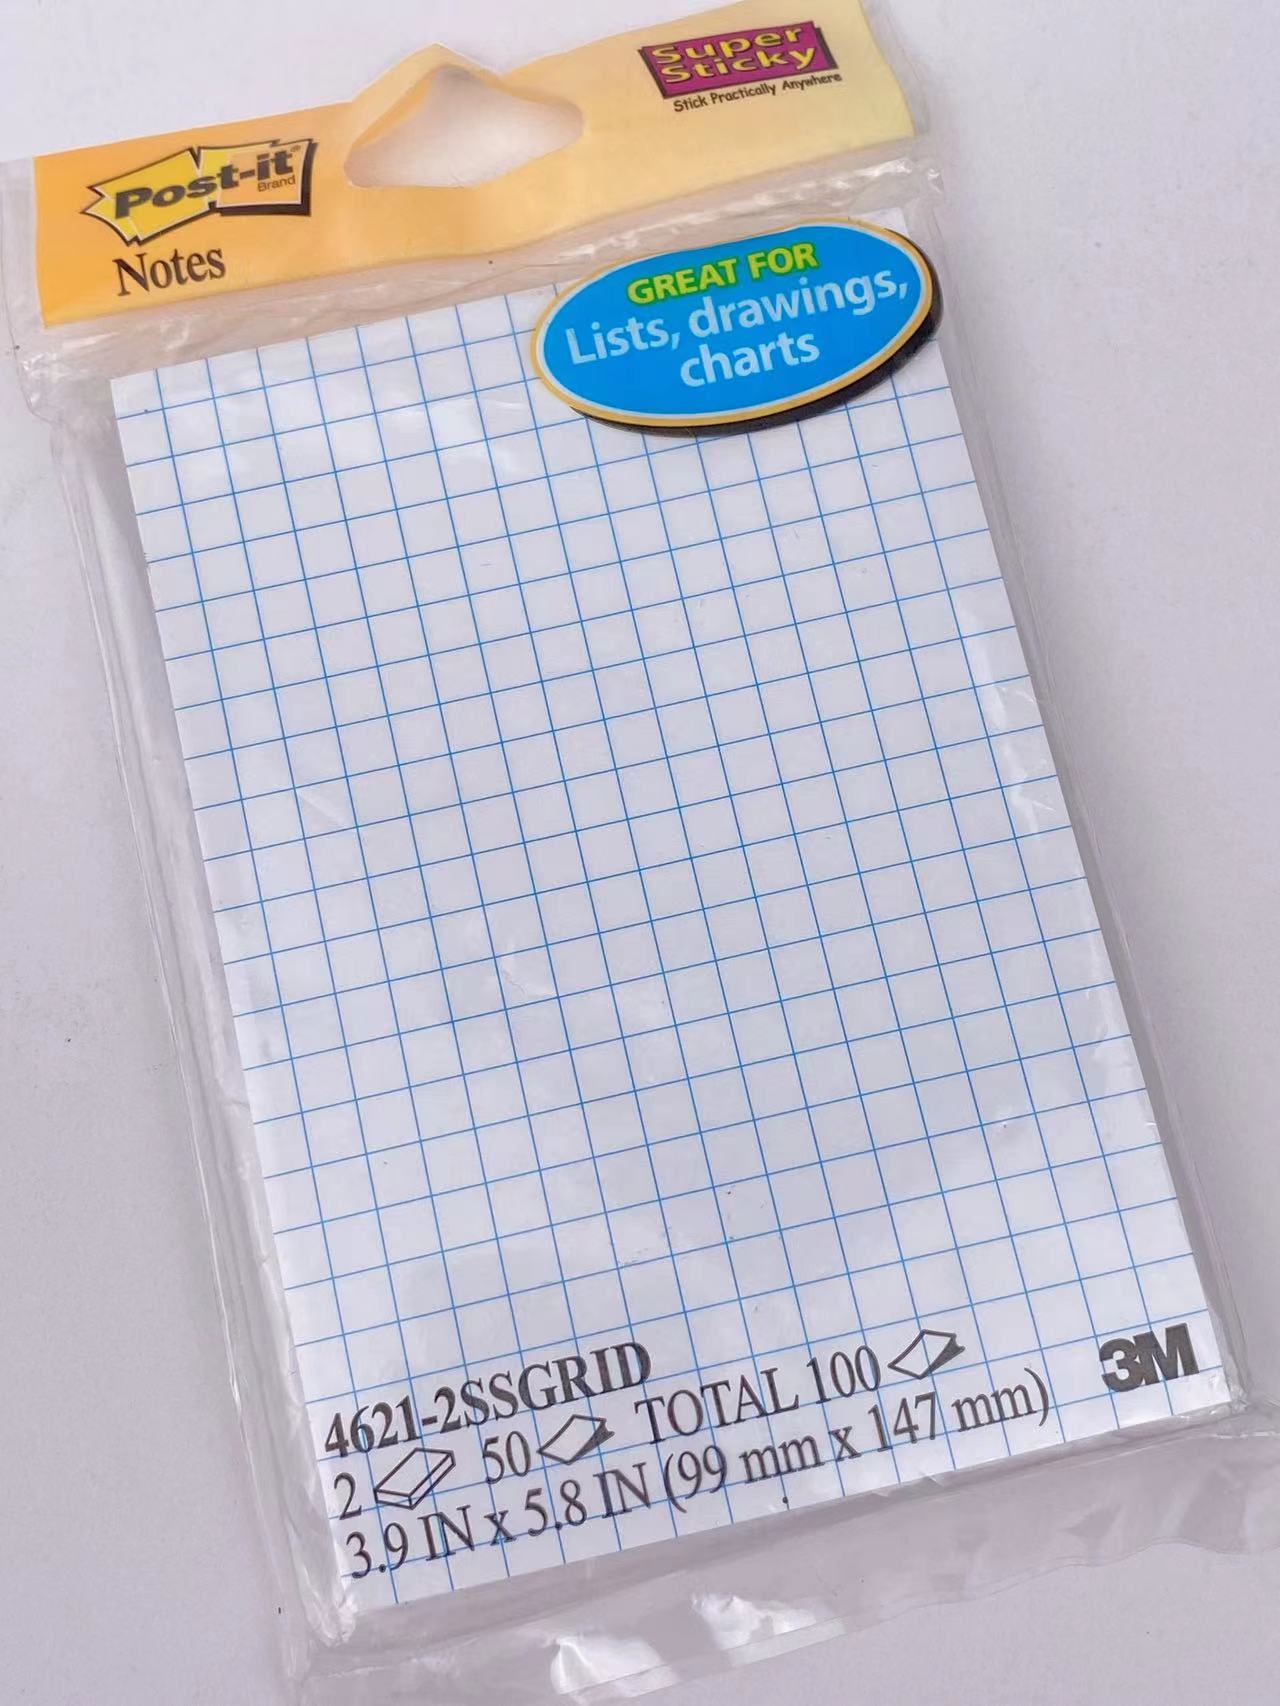 Super
Sticky
Stick Practically Anywhere
Post-it®
Brand
Notes
GREAT FOR
Lists, drawings,
charts
4621-2SSGRID
2 50 TOTAL 100
3.9 IN x 5.8 IN (99 mm x 147 mm)
3M